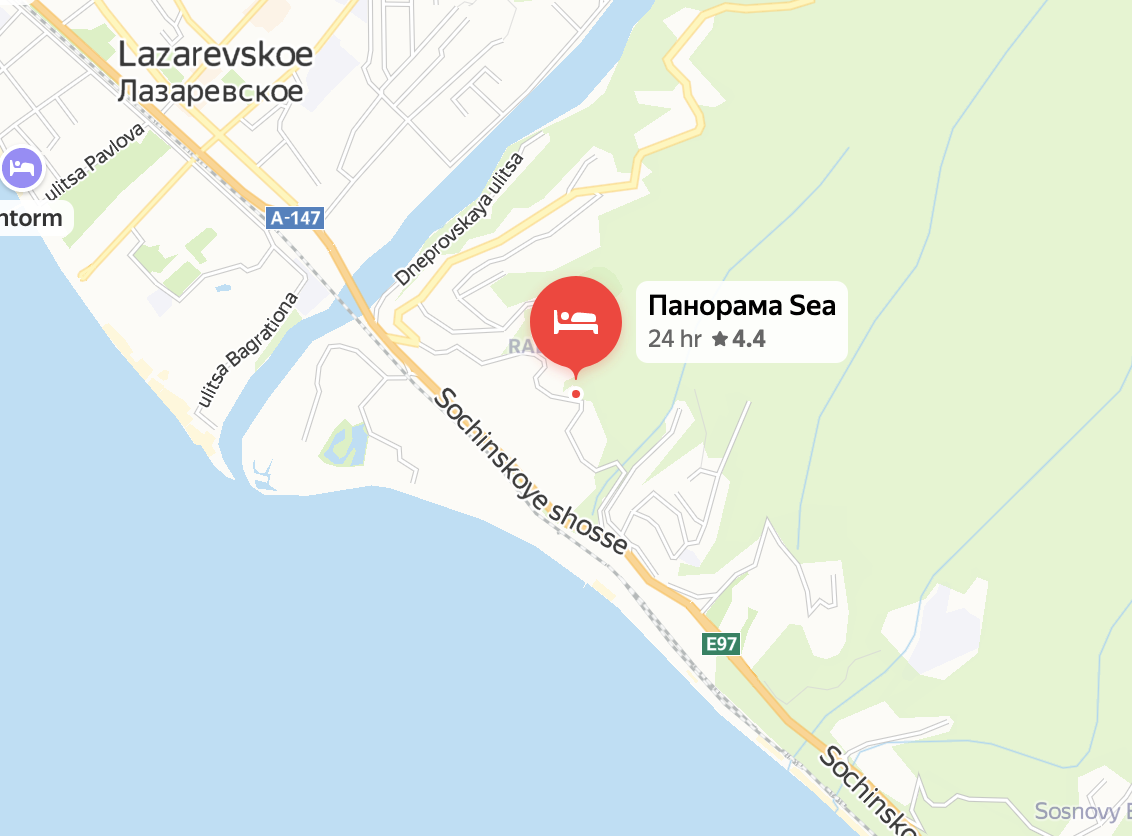 Lazarevskoe
Лазаревское
ulitsa Pavlova
ntorm
A-147
Dneprovskaya ulitsa
ulitsa Bagrationa
Панорама Sea
24 hr ★ 4.4
Sochinskoye shosse
E97
Sochinsko
Sosnovy